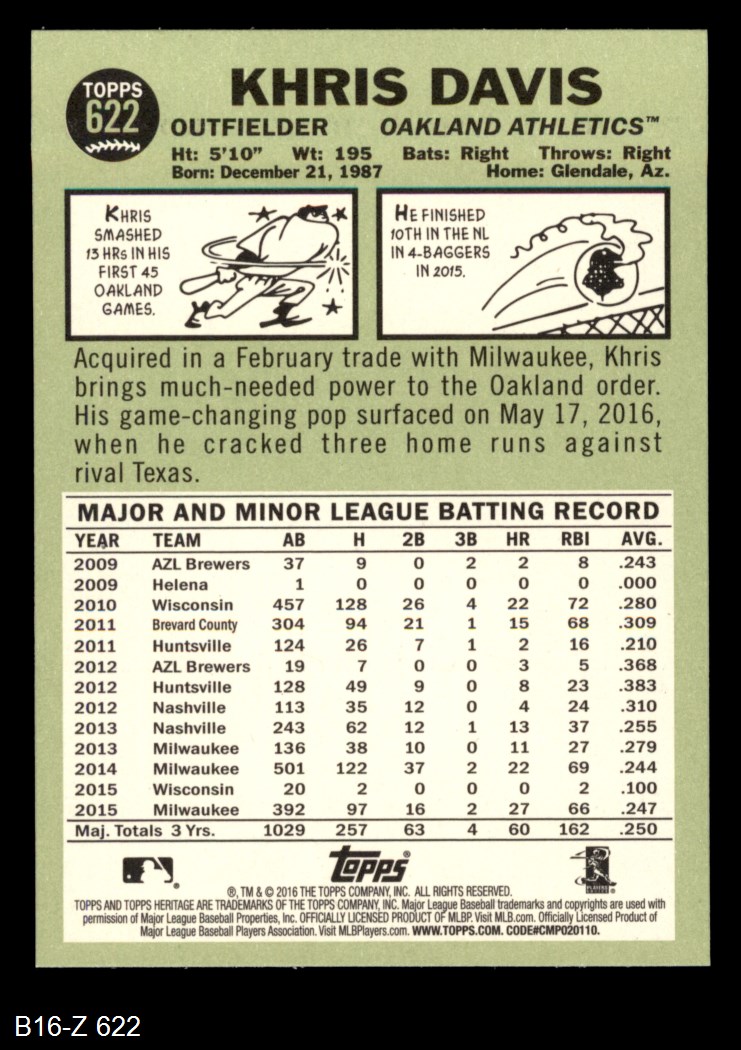 TOPPS
622
KHRIS DAVIS
OUTFIELDER OAKLAND ATHLETICS™
Ht: 5'10" Wt: 195 Bats: Right Throws: Right
Born: December 21, 1987 Home: Glendale, Az.
KHRIS
SMASHED
13 HRs IN HIS
FIRST 45
OAKLAND
GAMES.
HE FINISHED
10TH IN THE NL
IN 4-BAGGERS
IN 2015.
Acquired in a February trade with Milwaukee, Khris
brings much-needed power to the Oakland order.
His game-changing pop surfaced on May 17, 2016,
when he cracked three home runs against
rival Texas.
MAJOR AND MINOR LEAGUE BATTING RECORD
YEAR TEAM AB H 2B 3B HR RBI AVG.
2009 AZL Brewers 37 9 0 2 2 8 .243
2009 Helena 1 0 0 0 0 0 .000
2010 Wisconsin 457 128 26 4 22 72 .280
2011 Brevard County 304 94 21 1 15 68 .309
2011 Huntsville 124 26 7 1 2 16 .210
2012 AZL Brewers 19 7 0 0 3 5 .368
2012 Huntsville 128 49 9 0 8 23 .383
2012 Nashville 113 35 12 0 4 24 .310
2013 Nashville 243 62 12 1 13 37 .255
2013 Milwaukee 136 38 10 0 11 27 .279
2014 Milwaukee 501 122 37 2 22 69 .244
2015 Wisconsin 20 2 0 0 0 2 .100
2015 Milwaukee 392 97 16 2 27 66 .247
Maj. Totals 3 Yrs. 1029 257 63 4 60 162 .250
Topps®
®, TM & © 2016 THE TOPPS COMPANY, INC. ALL RIGHTS RESERVED.
TOPPS AND TOPPS HERITAGE ARE TRADEMARKS OF THE TOPPS COMPANY, INC. Major League Baseball trademarks and copyrights are used with
permission of Major League Baseball Properties, Inc. OFFICIALLY LICENSED PRODUCT OF MLBP. Visit MLB.com. Officially Licensed Product of
Major League Baseball Players Association. Visit MLBPlayers.com. WWW.TOPPS.COM. CODE#CMP020110.
B16-Z 622